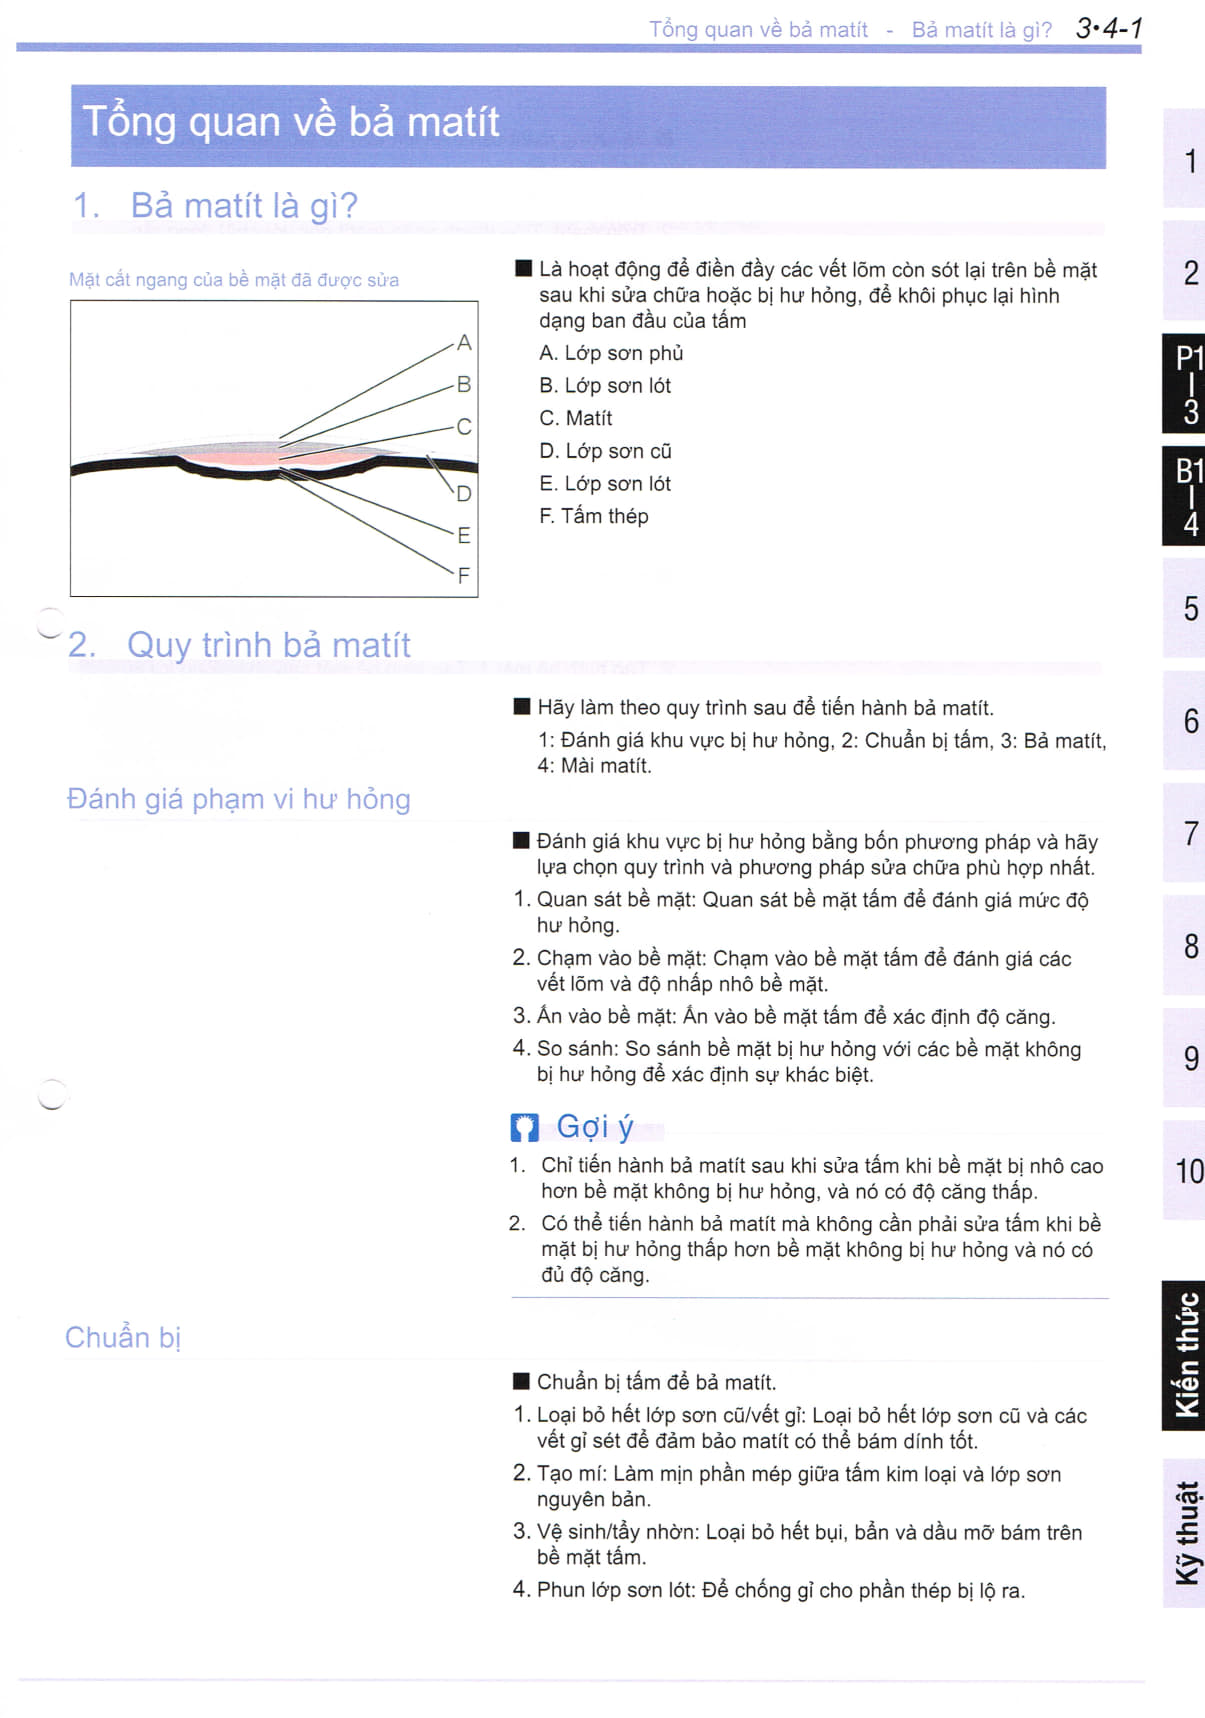 Tổng quan về bả matít - Bả matít là gì? 3•4-1
Tổng quan về bả matít
1. Bả matít là gì?
Mặt cắt ngang của bề mặt đã được sửa
A
B
C
D
E
F
■ Là hoạt động để điền đầy các vết lõm còn sót lại trên bề mặt
sau khi sửa chữa hoặc bị hư hỏng, để khôi phục lại hình
dạng ban đầu của tấm
A. Lớp sơn phủ
B. Lớp sơn lót
C. Matít
D. Lớp sơn cũ
E. Lớp sơn lót
F. Tấm thép
2. Quy trình bả matít
■ Hãy làm theo quy trình sau để tiến hành bả matít.
1: Đánh giá khu vực bị hư hỏng, 2: Chuẩn bị tấm, 3: Bả matít,
4: Mài matít.
Đánh giá phạm vi hư hỏng
■ Đánh giá khu vực bị hư hỏng bằng bốn phương pháp và hãy
lựa chọn quy trình và phương pháp sửa chữa phù hợp nhất.
1. Quan sát bề mặt: Quan sát bề mặt tấm để đánh giá mức độ
hư hỏng.
2. Chạm vào bề mặt: Chạm vào bề mặt tấm để đánh giá các
vết lõm và độ nhấp nhô bề mặt.
3. Ấn vào bề mặt: Ấn vào bề mặt tấm để xác định độ căng.
4. So sánh: So sánh bề mặt bị hư hỏng với các bề mặt không
bị hư hỏng để xác định sự khác biệt.
Gợi ý
1. Chỉ tiến hành bả matít sau khi sửa tấm khi bề mặt bị nhô cao
hơn bề mặt không bị hư hỏng, và nó có độ căng thấp.
2. Có thể tiến hành bả matít mà không cần phải sửa tấm khi bề
mặt bị hư hỏng thấp hơn bề mặt không bị hư hỏng và nó có
đủ độ căng.
Chuẩn bị
■ Chuẩn bị tấm để bả matít.
1. Loại bỏ hết lớp sơn cũ/vết gỉ: Loại bỏ hết lớp sơn cũ và các
vết gỉ sét để đảm bảo matít có thể bám dính tốt.
2. Tạo mí: Làm mịn phần mép giữa tấm kim loại và lớp sơn
nguyên bản.
3. Vệ sinh/tẩy nhờn: Loại bỏ hết bụi, bẩn và dầu mỡ bám trên
bề mặt tấm.
4. Phun lớp sơn lót: Để chống gỉ cho phần thép bị lộ ra.
1
2
P1
|
3
B1
|
4
5
6
7
8
9
10
Kiến thức
Kỹ thuật